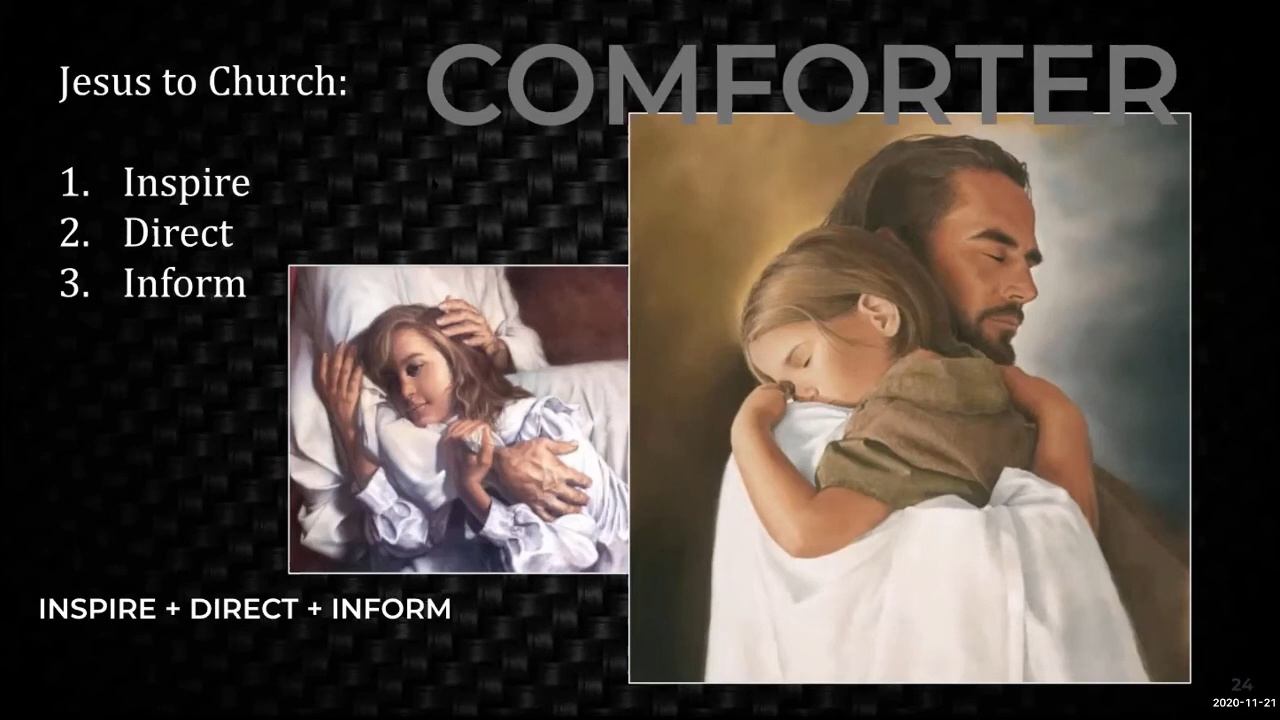 COMFORTER
Jesus to Church:
1. Inspire
2. Direct
3. Inform
INSPIRE + DIRECT + INFORM
24
2020-11-21